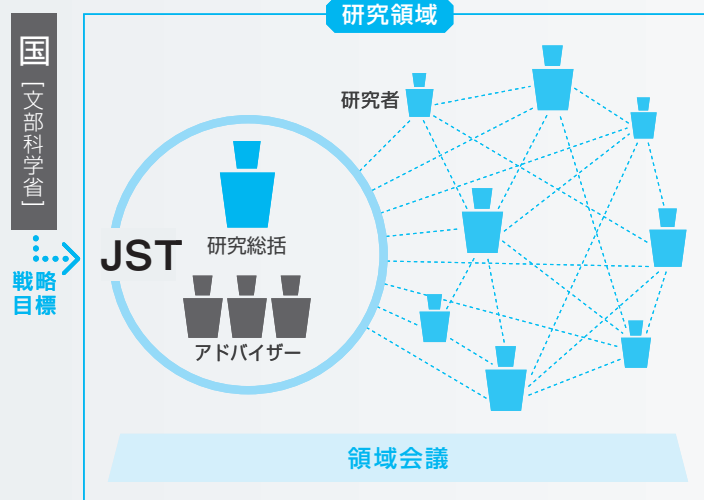 国
[文部科学省]
戦略
目標
研究領域
研究者
JST
研究総括
アドバイザー
領域会議